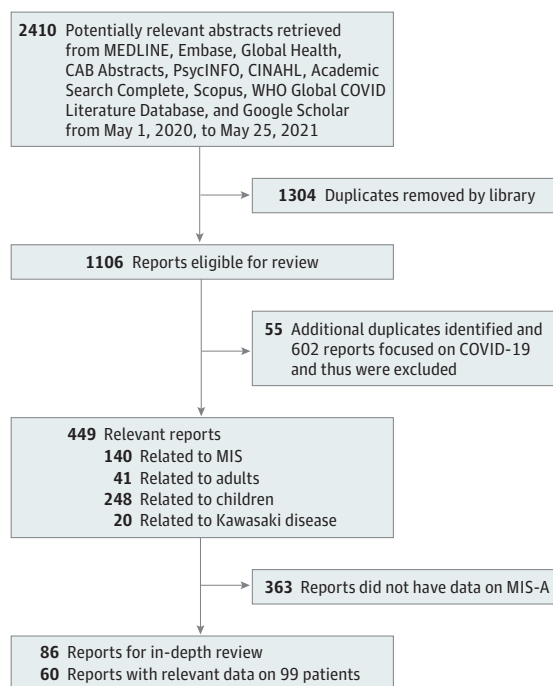 2410 Potentially relevant abstracts retrieved
from MEDLINE, Embase, Global Health,
CAB Abstracts, PsycINFO, CINAHL, Academic
Search Complete, Scopus, WHO Global COVID
Literature Database, and Google Scholar
from May 1, 2020, to May 25, 2021
1304 Duplicates removed by library
1106 Reports eligible for review
55 Additional duplicates identified and
602 reports focused on COVID-19
and thus were excluded
449 Relevant reports
140 Related to MIS
41 Related to adults
248 Related to children
20 Related to Kawasaki disease
363 Reports did not have data on MIS-A
86 Reports for in-depth review
60 Reports with relevant data on 99 patients